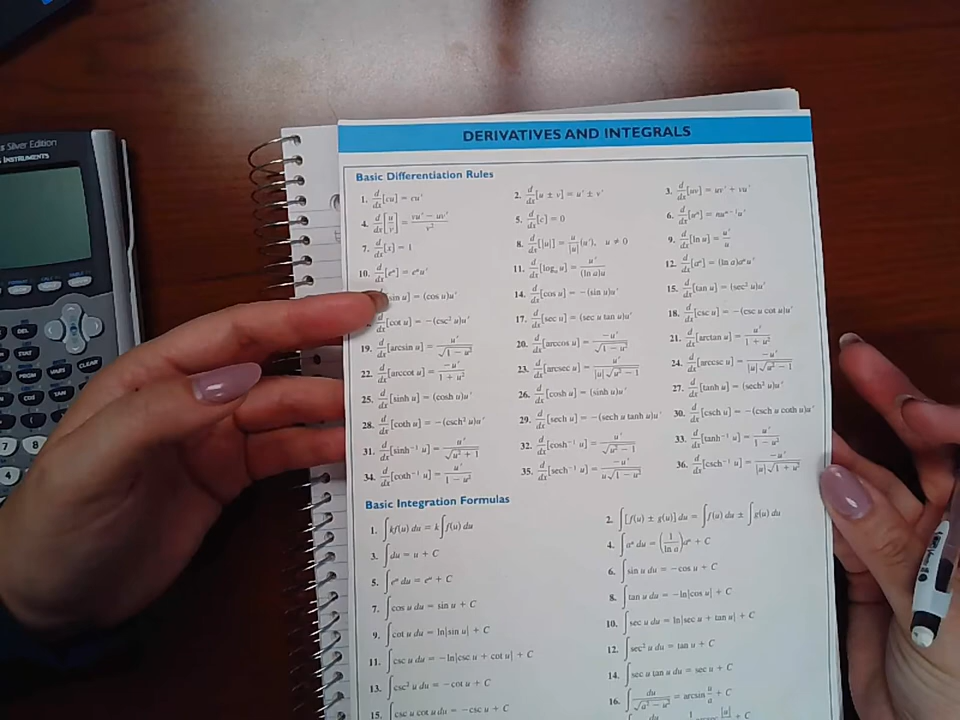 Silver Edition
INSTRUMENTS
DEL
STAT
PRGM VARS CLEAR
COS TAN
7 8
4
DERIVATIVES AND INTEGRALS
Basic Differentiation Rules
1. d/dx[cu] = cu′ 2. d/dx[u ± v] = u′ ± v′ 3. d/dx[uv] = uv′ + vu′
4. d/dx[u/v] = (vu′ − uv′)/v² 5. d/dx[c] = 0 6. d/dx[uⁿ] = nuⁿ⁻¹u′
7. d/dx[x] = 1 8. d/dx[|u|] = u/|u|(u′), u ≠ 0 9. d/dx[ln u] = u′/u
10. d/dx[eᵘ] = eᵘu′ 11. d/dx[logₐ u] = u′/(ln a)u 12. d/dx[aᵘ] = (ln a)aᵘu′
sin u] = (cos u)u′ 14. d/dx[cos u] = −(sin u)u′ 15. d/dx[tan u] = (sec² u)u′
d/dx[cot u] = −(csc² u)u′ 17. d/dx[sec u] = (sec u tan u)u′ 18. d/dx[csc u] = −(csc u cot u)u′
19. d/dx[arcsin u] = u′/√(1 − u²) 20. d/dx[arccos u] = −u′/√(1 − u²) 21. d/dx[arctan u] = u′/(1 + u²)
22. d/dx[arccot u] = −u′/(1 + u²) 23. d/dx[arcsec u] = u′/(|u|√(u² − 1)) 24. d/dx[arccsc u] = −u′/(|u|√(u² − 1))
25. d/dx[sinh u] = (cosh u)u′ 26. d/dx[cosh u] = (sinh u)u′ 27. d/dx[tanh u] = (sech² u)u′
28. d/dx[coth u] = −(csch² u)u′ 29. d/dx[sech u] = −(sech u tanh u)u′ 30. d/dx[csch u] = −(csch u coth u)u′
31. d/dx[sinh⁻¹ u] = u′/√(u² + 1) 32. d/dx[cosh⁻¹ u] = u′/√(u² − 1) 33. d/dx[tanh⁻¹ u] = u′/(1 − u²)
34. d/dx[coth⁻¹ u] = u′/(1 − u²) 35. d/dx[sech⁻¹ u] = −u′/(u√(1 − u²)) 36. d/dx[csch⁻¹ u] = −u′/(|u|√(1 + u²))
Basic Integration Formulas
1. ∫kf(u) du = k∫f(u) du 2. ∫[f(u) ± g(u)] du = ∫f(u) du ± ∫g(u) du
3. ∫du = u + C 4. ∫aᵘ du = (1/ln a)aᵘ + C
5. ∫eᵘ du = eᵘ + C 6. ∫sin u du = −cos u + C
7. ∫cos u du = sin u + C 8. ∫tan u du = −ln|cos u| + C
9. ∫cot u du = ln|sin u| + C 10. ∫sec u du = ln|sec u + tan u| + C
11. ∫csc u du = −ln|csc u + cot u| + C 12. ∫sec² u du = tan u + C
13. ∫csc² u du = −cot u + C 14. ∫sec u tan u du = sec u + C
15. ∫csc u cot u du = −csc u + C 16. ∫du/√(a² − u²) = arcsin u/a + C